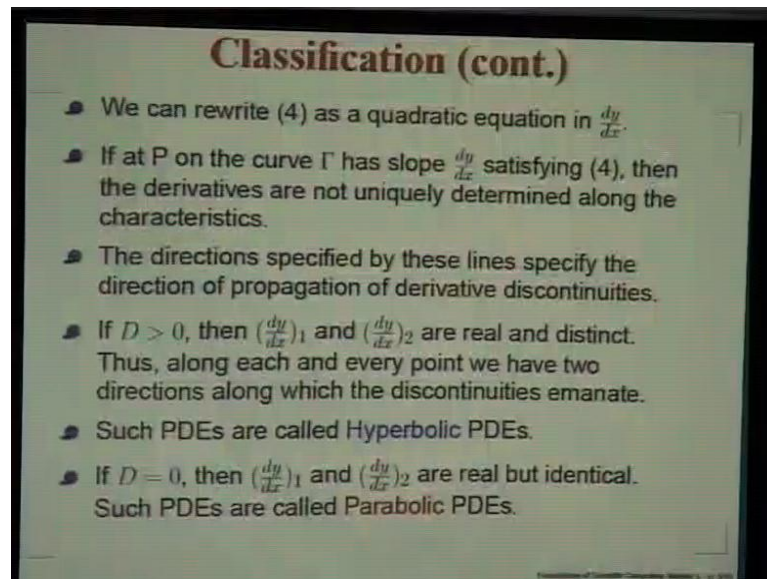 Classification (cont.)
We can rewrite (4) as a quadratic equation in dy/dx.
If at P on the curve Γ has slope dy/dx satisfying (4), then
the derivatives are not uniquely determined along the
characteristics.
The directions specified by these lines specify the
direction of propagation of derivative discontinuities.
If D > 0, then (dy/dx)₁ and (dy/dx)₂ are real and distinct.
Thus, along each and every point we have two
directions along which the discontinuities emanate.
Such PDEs are called Hyperbolic PDEs.
If D = 0, then (dy/dx)₁ and (dy/dx)₂ are real but identical.
Such PDEs are called Parabolic PDEs.